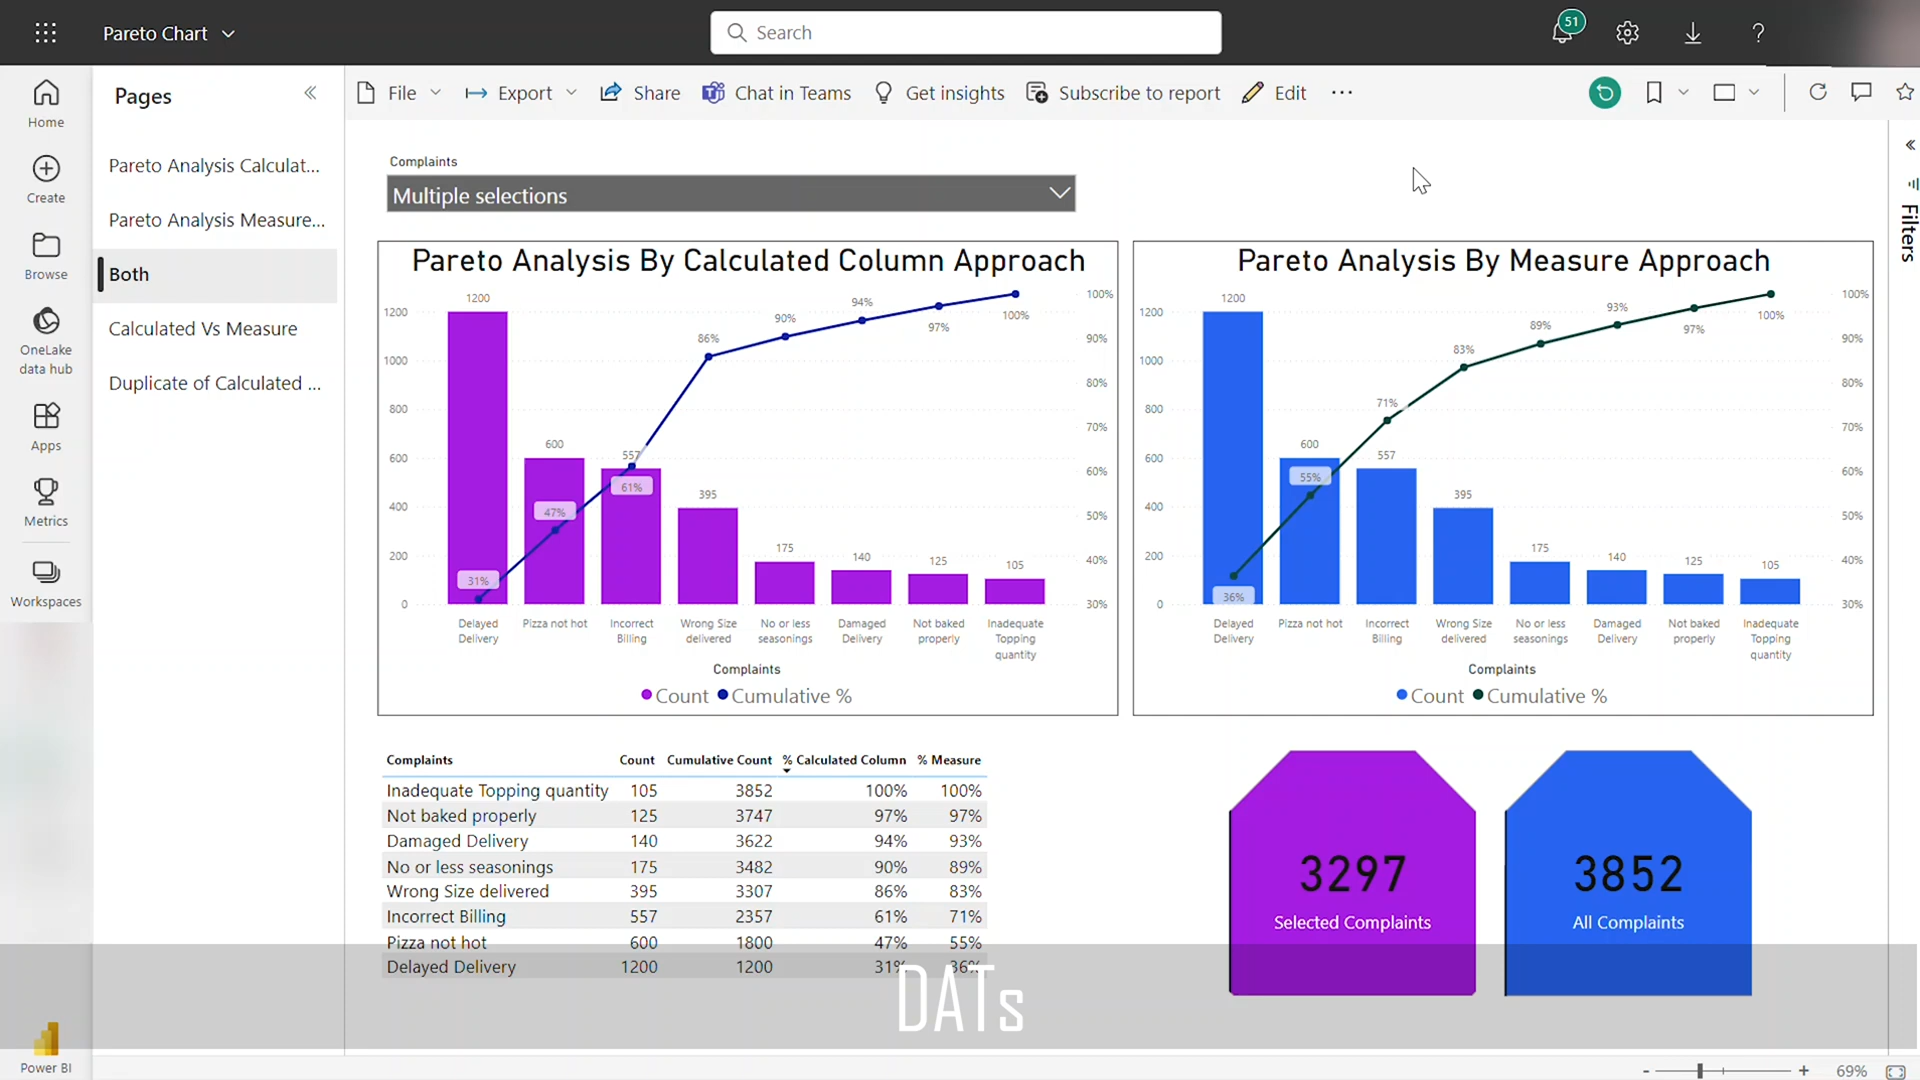 Pareto Chart
Search
51
?
Home
Create
Browse
OneLake
data hub
Apps
Metrics
Workspaces
Power BI
Pages
Pareto Analysis Calculat...
Pareto Analysis Measure...
Both
Calculated Vs Measure
Duplicate of Calculated ...
File
Export
Share
Chat in Teams
Get insights
Subscribe to report
Edit
...
Filters
Complaints
Multiple selections
Pareto Analysis By Calculated Column Approach
1200
1000
800
600
400
200
0
1200
600
557
395
175
140
125
105
31%
47%
61%
86%
90%
94%
97%
100%
100%
90%
80%
70%
60%
50%
40%
30%
Delayed
Delivery
Pizza not hot
Incorrect
Billing
Wrong Size
delivered
No or less
seasonings
Damaged
Delivery
Not baked
properly
Inadequate
Topping
quantity
Complaints
Count Cumulative %
Pareto Analysis By Measure Approach
1200
1000
800
600
400
200
0
1200
600
557
395
175
140
125
105
36%
55%
71%
83%
89%
93%
97%
100%
100%
90%
80%
70%
60%
50%
40%
30%
Delayed
Delivery
Pizza not hot
Incorrect
Billing
Wrong Size
delivered
No or less
seasonings
Damaged
Delivery
Not baked
properly
Inadequate
Topping
quantity
Complaints
Count Cumulative %
Complaints Count Cumulative Count % Calculated Column % Measure
Inadequate Topping quantity 105 3852 100% 100%
Not baked properly 125 3747 97% 97%
Damaged Delivery 140 3622 94% 93%
No or less seasonings 175 3482 90% 89%
Wrong Size delivered 395 3307 86% 83%
Incorrect Billing 557 2357 61% 71%
Pizza not hot 600 1800 47% 55%
Delayed Delivery 1200 1200 31% 36%
3297
Selected Complaints
3852
All Complaints
DATs
- + 69%